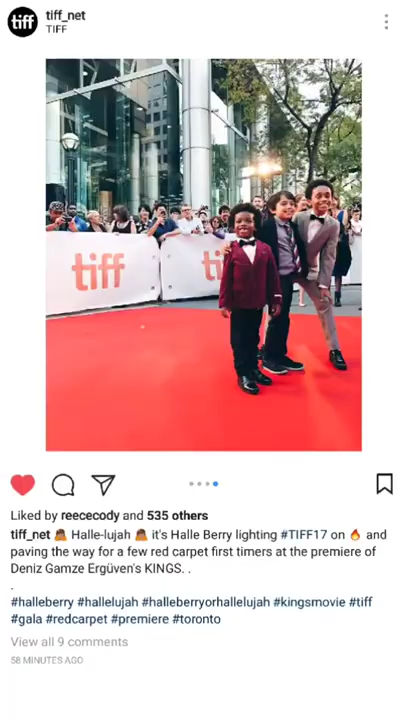 tiff
tiff_net
TIFF
tiff
ti
Liked by reececody and 535 others
tiff_net 🙏🏾 Halle-lujah 🙏🏾 it's Halle Berry lighting #TIFF17 on 🔥 and
paving the way for a few red carpet first timers at the premiere of
Deniz Gamze Ergüven's KINGS. .
.
#halleberry #hallelujah #halleberryorhallelujah #kingsmovie #tiff
#gala #redcarpet #premiere #toronto
View all 9 comments
58 MINUTES AGO